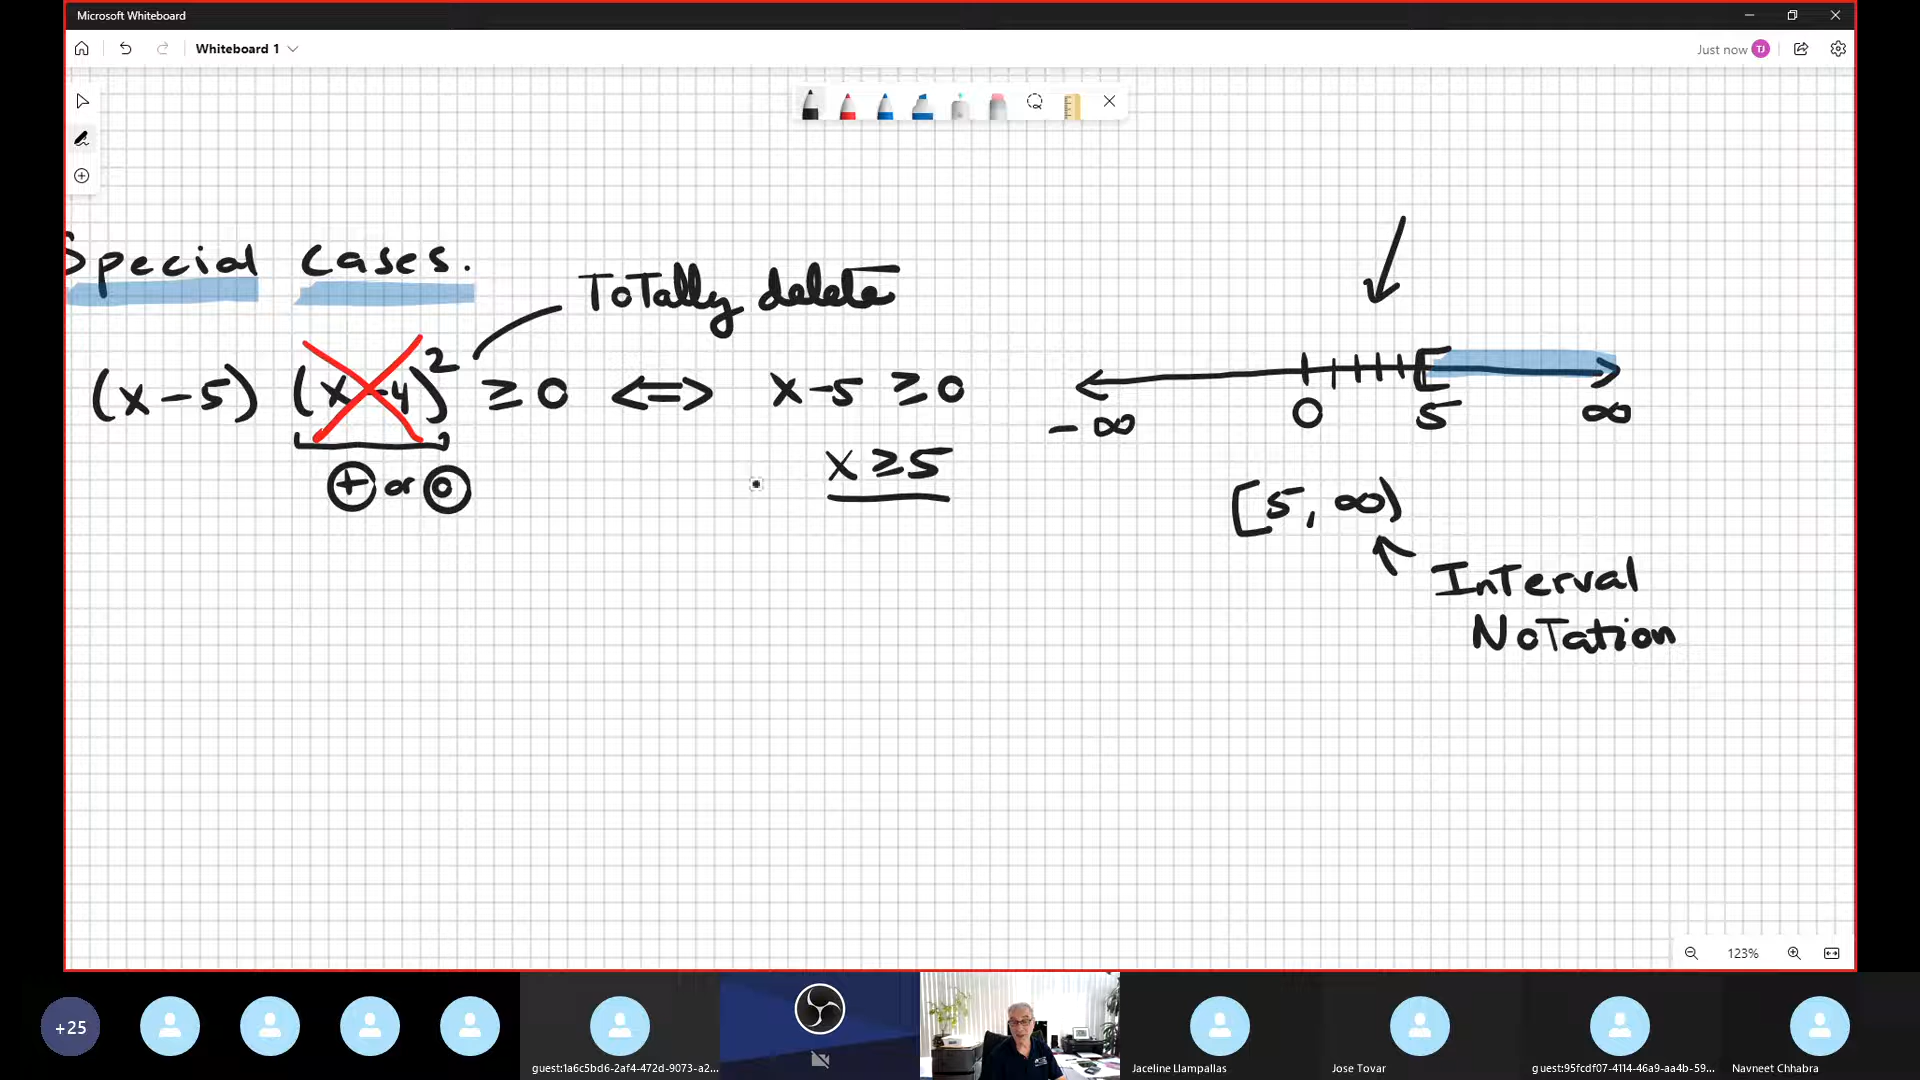 Microsoft Whiteboard
Whiteboard 1
Just now TJ
Special Cases.
Totally delete
(x-5) (x-4)² ≥ 0 ⟺ x-5 ≥ 0
+ or 0
x ≥ 5
-∞ 0 5 ∞
[5, ∞)
Interval
Notation
123%
+25
guest:1a6c5bd6-2af4-472d-9073-a2...
Jaceline Llampallas
Jose Tovar
guest:95fcdf07-4114-46a9-aa4b-59...
Navneet Chhabra